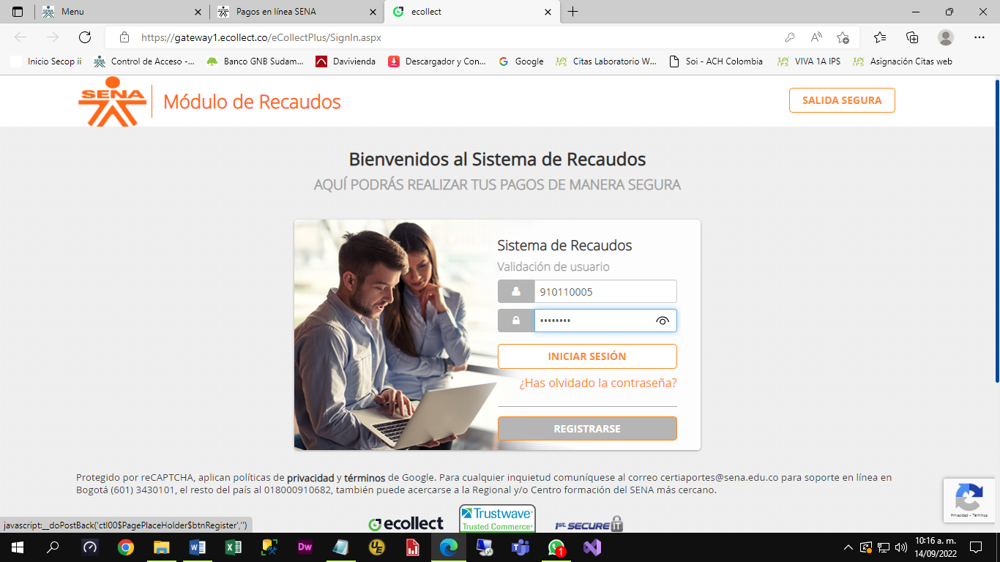 Menu
Pagos en línea SENA
ecollect
https://gateway1.ecollect.co/eCollectPlus/SignIn.aspx
Inicio Secop ii
Control de Acceso -...
Banco GNB Sudam...
Davivienda
Descargador y Con...
Google
Citas Laboratorio W...
Soi - ACH Colombia
VIVA 1A IPS
Asignación Citas web
SENA
Módulo de Recaudos
SALIDA SEGURA
Bienvenidos al Sistema de Recaudos
AQUÍ PODRÁS REALIZAR TUS PAGOS DE MANERA SEGURA
Sistema de Recaudos
Validación de usuario
910110005
••••••••
INICIAR SESIÓN
¿Has olvidado la contraseña?
REGISTRARSE
Protegido por reCAPTCHA, aplican políticas de privacidad y términos de Google. Para cualquier inquietud comuníquese al correo certiaportes@sena.edu.co para soporte en línea en
Bogotá (601) 3430101, el resto del país al 018000910682, también puede acercarse a la Regional y/o Centro formación del SENA más cercano.
Privacidad - Términos
ecollect
Trustwave®
Trusted Commerce®
1st SECURE IT
javascript:__doPostBack('ctl00$PagePlaceHolder$btnRegister','')
Dw
UE
1
10:16 a. m.
14/09/2022